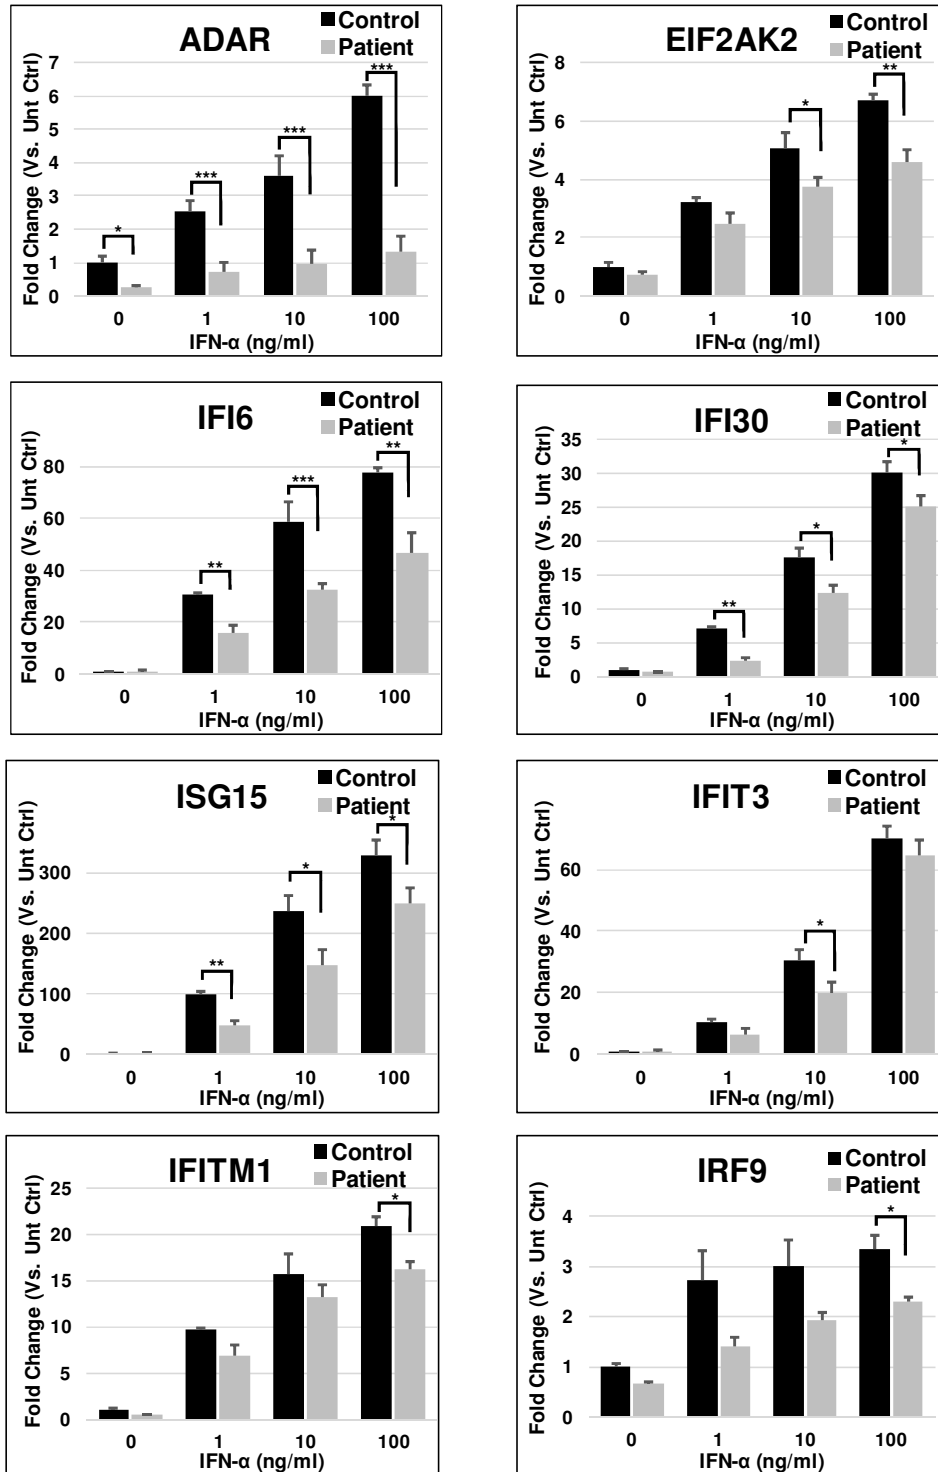 ADAR
Control
Patient
Fold Change (Vs. Unt Ctrl)
7
6
5
4
3
2
1
0
*
***
***
***
0 1 10 100
IFN-α (ng/ml)
EIF2AK2
Control
Patient
Fold Change (Vs. Unt Ctrl)
8
6
4
2
0
*
**
0 1 10 100
IFN-α (ng/ml)
IFI6
Control
Patient
Fold Change (Vs. Unt Ctrl)
80
60
40
20
0
**
***
**
0 1 10 100
IFN-α (ng/ml)
IFI30
Control
Patient
Fold Change (Vs. Unt Ctrl)
35
30
25
20
15
10
5
0
**
*
*
0 1 10 100
IFN-α (ng/ml)
ISG15
Control
Patient
Fold Change (Vs. Unt Ctrl)
300
200
100
0
**
*
*
0 1 10 100
IFN-α (ng/ml)
IFIT3
Control
Patient
Fold Change (Vs. Unt Ctrl)
60
40
20
0
*
0 1 10 100
IFN-α (ng/ml)
IFITM1
Control
Patient
Fold Change (Vs. Unt Ctrl)
25
20
15
10
5
0
*
0 1 10 100
IFN-α (ng/ml)
IRF9
Control
Patient
Fold Change (Vs. Unt Ctrl)
4
3
2
1
0
*
0 1 10 100
IFN-α (ng/ml)